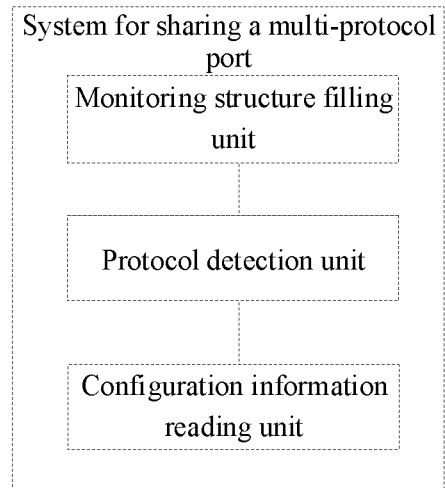 System for sharing a multi-protocol
port
Monitoring structure filling
unit
Protocol detection unit
Configuration information
reading unit